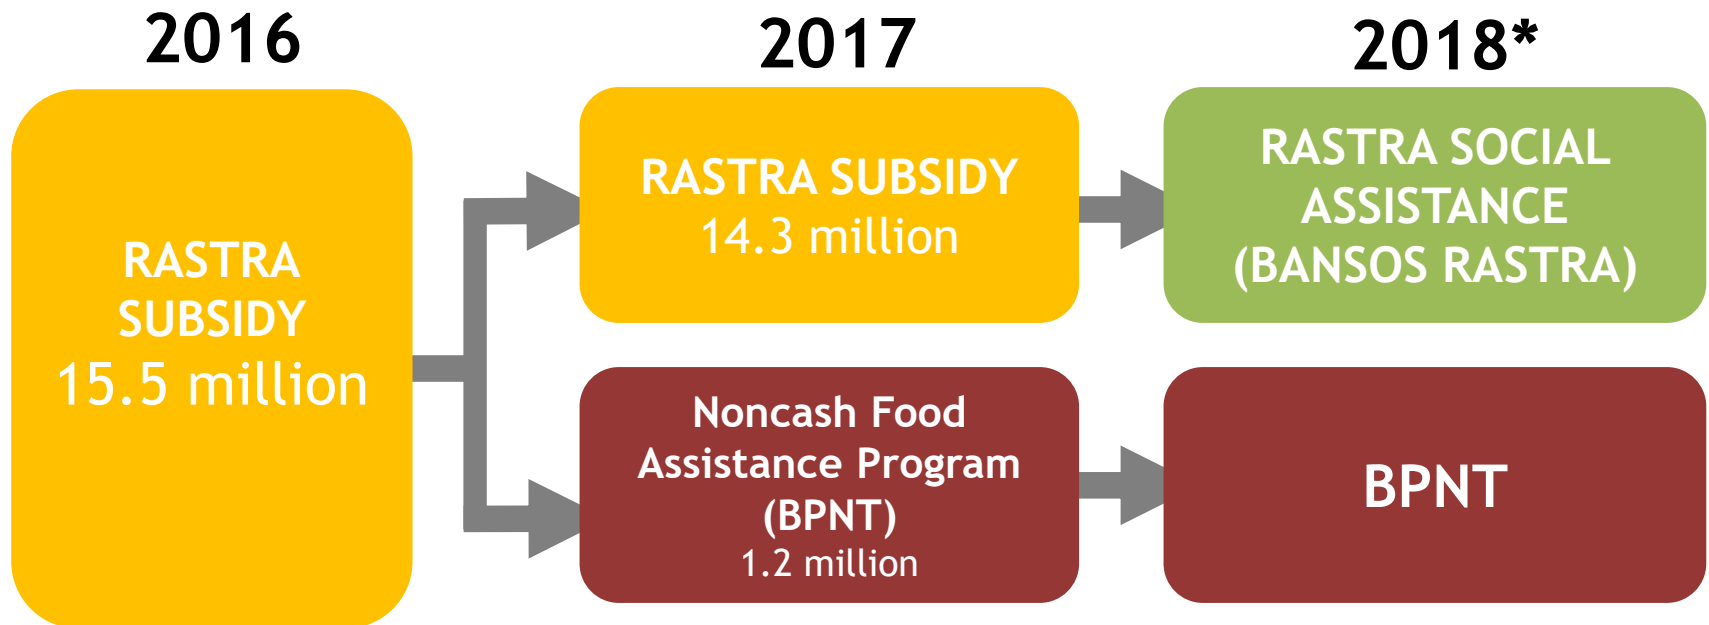 2016
2017
2018*
RASTRA
SUBSIDY
15.5 million
RASTRA SUBSIDY
14.3 million
RASTRA SOCIAL
ASSISTANCE
(BANSOS RASTRA)
Noncash Food
Assistance Program
(BPNT)
1.2 million
BPNT